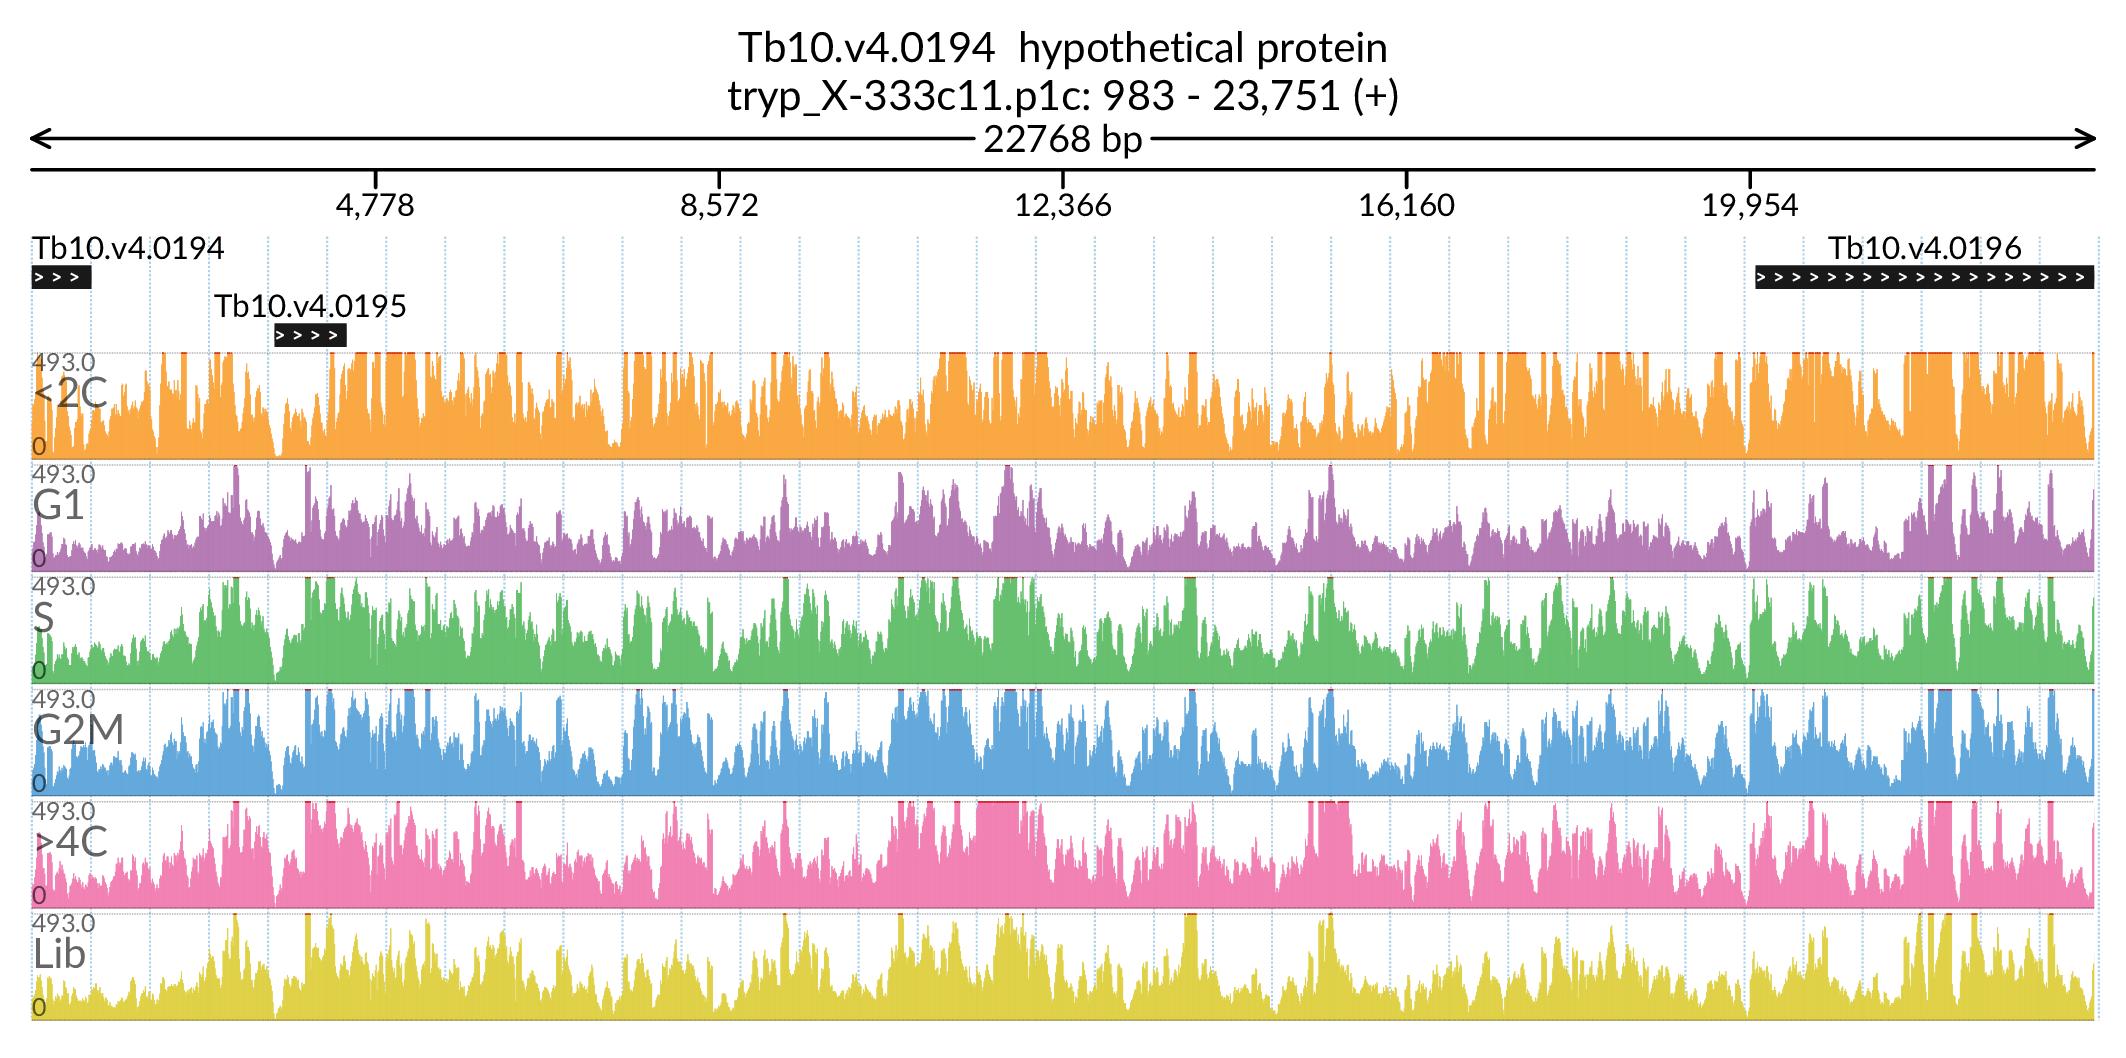 Tb10.v4.0194  hypothetical protein
tryp_X-333c11.p1c: 983 - 23,751 (+)
22768 bp
4,778 8,572 12,366 16,160 19,954
Tb10.v4.0194 Tb10.v4.0196
Tb10.v4.0195
493.0
<2C
0
493.0
G1
0
493.0
S
0
493.0
G2M
0
493.0
>4C
0
493.0
Lib
0